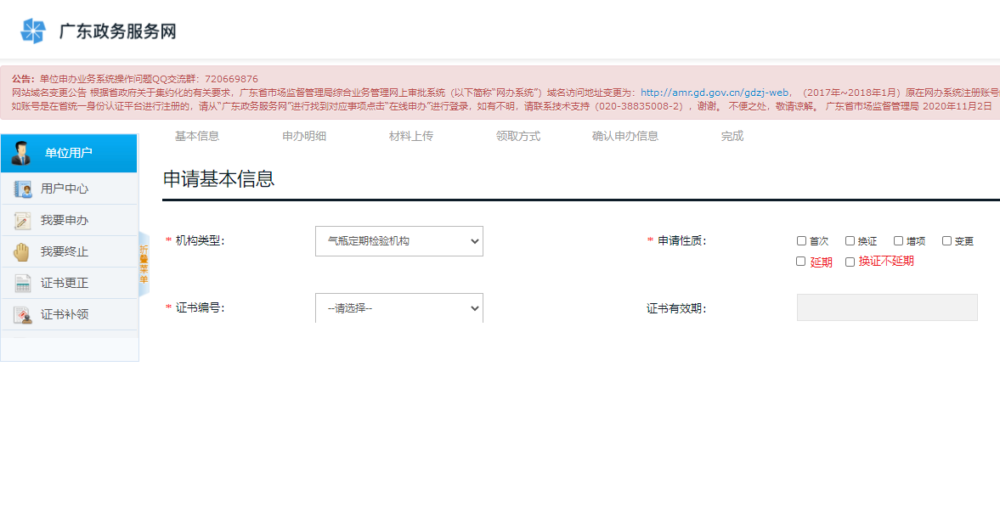 广东政务服务网
公告：单位申办业务系统操作问题QQ交流群：720669876
网站域名变更公告 根据省政府关于集约化的有关要求，广东省市场监督管理局综合业务管理网上审批系统（以下简称“网办系统”）域名访问地址变更为：http://amr.gd.gov.cn/gdzj-web，（2017年~2018年1月）原在网办系统注册账号
如账号是在省统一身份认证平台进行注册的，请从“广东政务服务网”进行找到对应事项点击“在线申办”进行登录，如有不明，请联系技术支持（020-38835008-2），谢谢。 不便之处，敬请谅解。 广东省市场监督管理局 2020年11月2日
单位用户
用户中心
我要申办
我要终止
证书更正
证书补领
折叠菜单
基本信息 申办明细 材料上传 领取方式 确认申办信息 完成
申请基本信息
* 机构类型: 气瓶定期检验机构 * 申请性质: 首次 换证 增项 变更
延期 换证不延期
* 证书编号: --请选择-- 证书有效期: